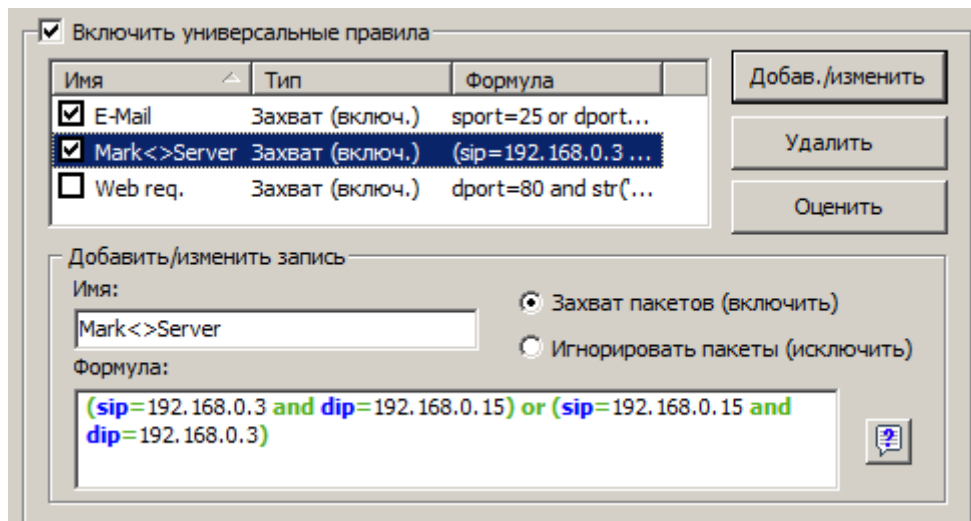 Включить универсальные правила
Имя Тип Формула
E-Mail Захват (включ.) sport=25 or dport...
Mark<>Server Захват (включ.) (sip=192.168.0.3 ...
Web req. Захват (включ.) dport=80 and str('...
Добав./изменить
Удалить
Оценить
Добавить/изменить запись
Имя:
Mark<>Server
Захват пакетов (включить)
Игнорировать пакеты (исключить)
Формула:
(sip=192.168.0.3 and dip=192.168.0.15) or (sip=192.168.0.15 and
dip=192.168.0.3)
?